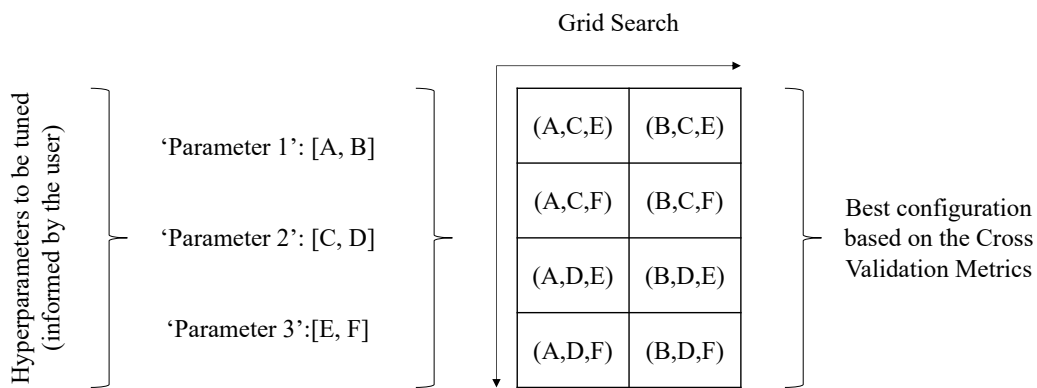 Grid Search
Hyperparameters to be tuned
(informed by the user)
‘Parameter 1’: [A, B]
‘Parameter 2’: [C, D]
‘Parameter 3’:[E, F]
(A,C,E) (B,C,E)
(A,C,F) (B,C,F)
(A,D,E) (B,D,E)
(A,D,F) (B,D,F)
Best configuration
based on the Cross
Validation Metrics